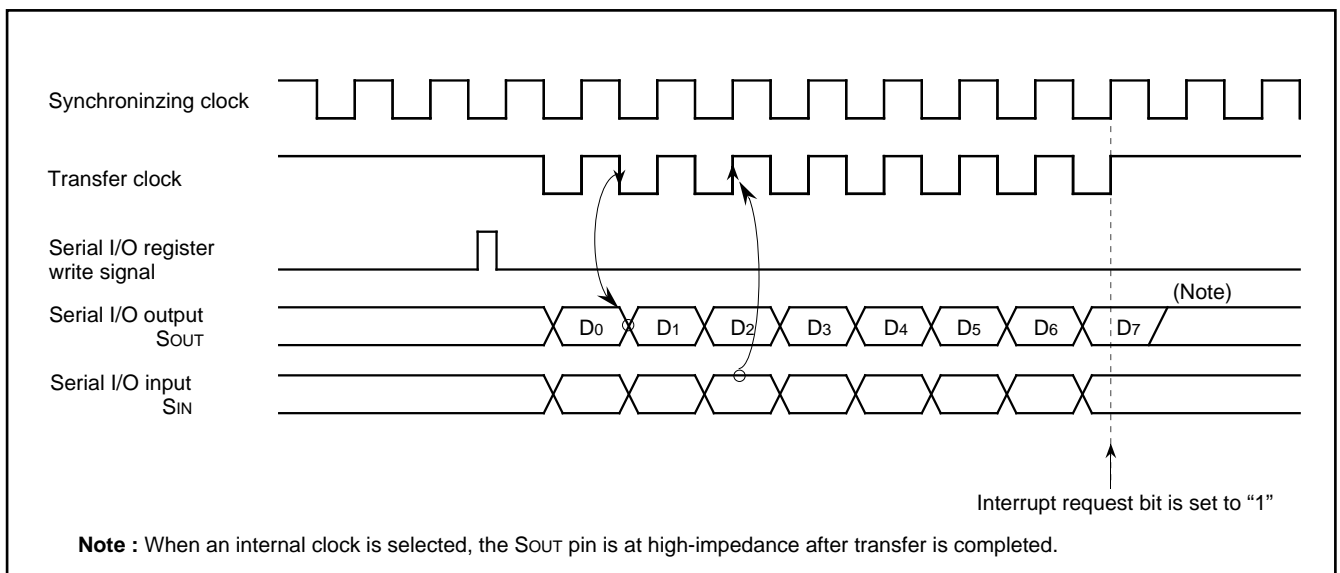 Synchroninzing clock
Transfer clock
Serial I/O register
write signal
(Note)
Serial I/O output
SOUT
D0 D1 D2 D3 D4 D5 D6 D7
Serial I/O input
SIN
Interrupt request bit is set to “1”
Note : When an internal clock is selected, the SOUT pin is at high-impedance after transfer is completed.